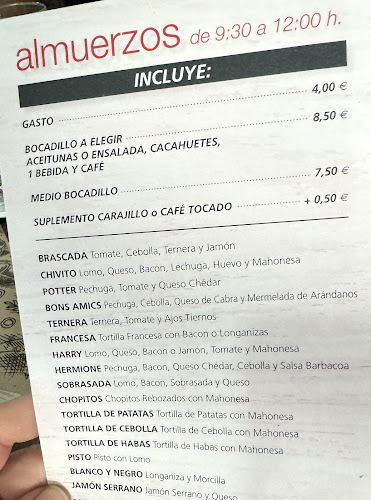 almuerzos de 9:30 a 12:00 h.
INCLUYE:
GASTO 4,00 €
BOCADILLO A ELEGIR 8,50 €
ACEITUNAS O ENSALADA, CACAHUETES,
1 BEBIDA Y CAFÉ
MEDIO BOCADILLO 7,50 €
SUPLEMENTO CARAJILLO o CAFÉ TOCADO + 0,50 €
BRASCADA Tomate, Cebolla, Ternera y Jamón
CHIVITO Lomo, Queso, Bacon, Lechuga, Huevo y Mahonesa
POTTER Pechuga, Tomate y Queso Chédar
BONS AMICS Pechuga, Cebolla, Queso de Cabra y Mermelada de Arándanos
TERNERA Ternera, Tomate y Ajos Tiernos
FRANCESA Tortilla Francesa con Bacon o Longanizas
HARRY Lomo, Queso, Bacon o Jamón, Tomate y Mahonesa
HERMIONE Pechuga, Bacon, Queso Chédar, Cebolla y Salsa Barbacoa
SOBRASADA Lomo, Bacon, Sobrasada y Queso
CHOPITOS Chopitos Rebozados con Mahonesa
TORTILLA DE PATATAS Tortilla de Patatas con Mahonesa
TORTILLA DE CEBOLLA Tortilla de Cebolla con Mahonesa
TORTILLA DE HABAS Tortilla de Habas con Mahonesa
PISTO Pisto con Lomo
BLANCO Y NEGRO Longaniza y Morcilla
JAMÓN SERRANO Jamón Serrano y Queso